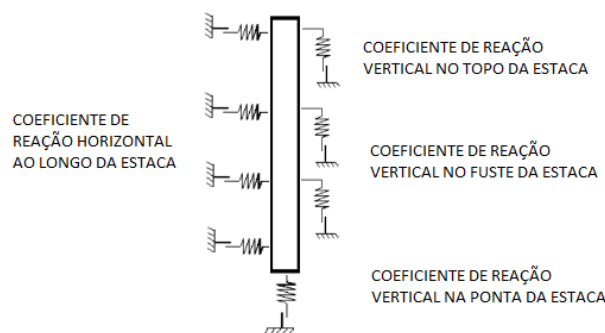 COEFICIENTE DE REAÇÃO
VERTICAL NO TOPO DA ESTACA
COEFICIENTE DE
REAÇÃO HORIZONTAL
AO LONGO DA ESTACA
COEFICIENTE DE REAÇÃO
VERTICAL NO FUSTE DA ESTACA
COEFICIENTE DE REAÇÃO
VERTICAL NA PONTA DA ESTACA